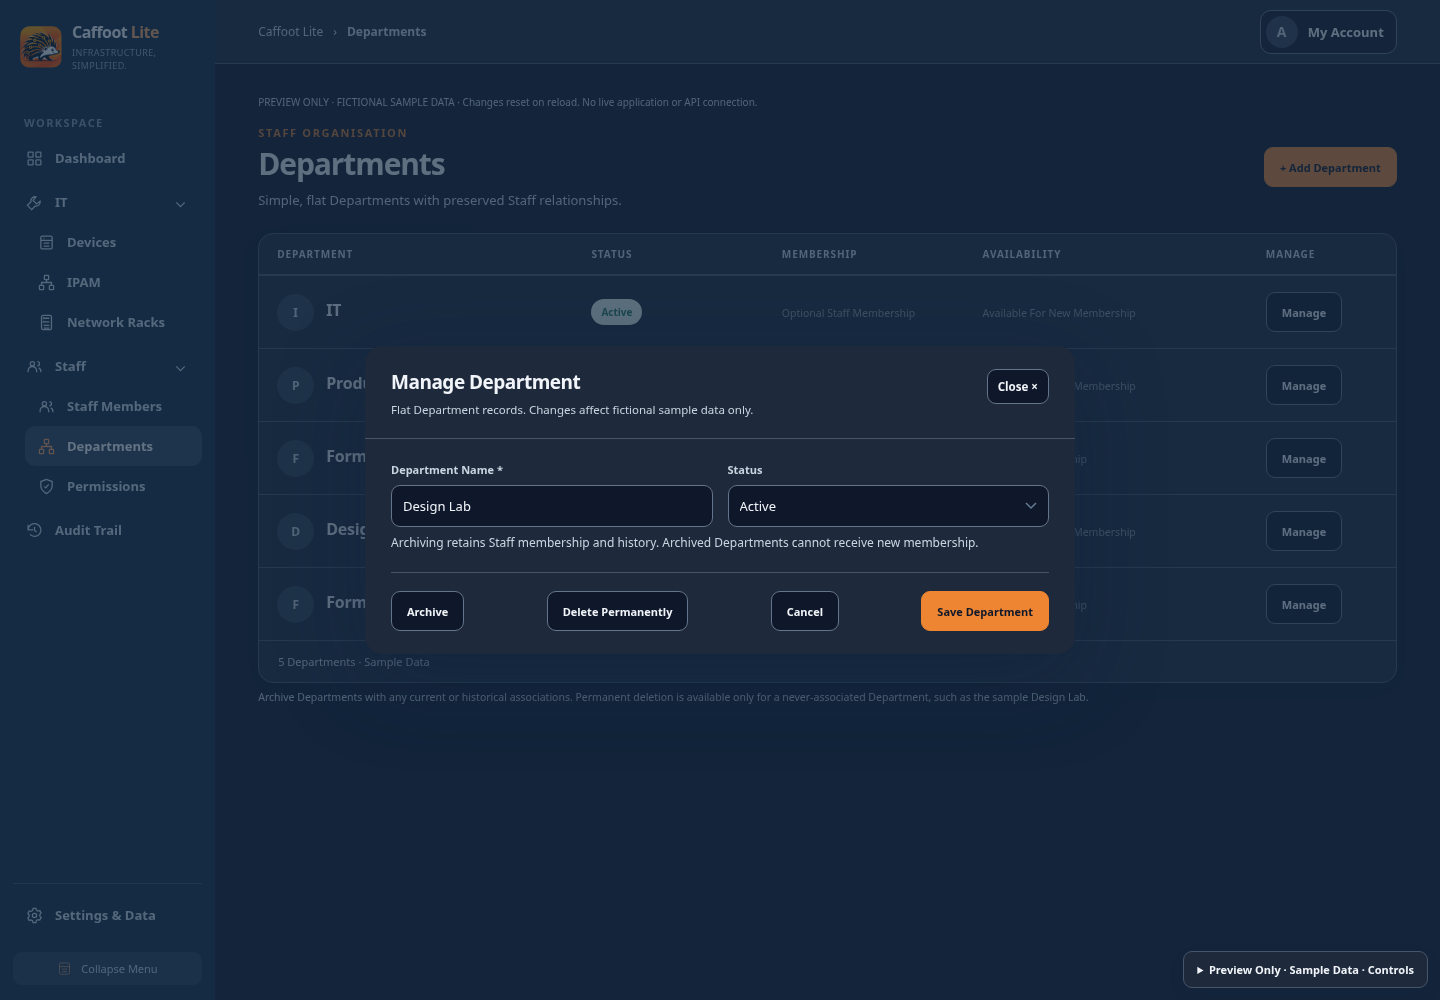 Caffoot Lite
INFRASTRUCTURE,
SIMPLIFIED.
WORKSPACE
Dashboard
IT
Devices
IPAM
Network Racks
Staff
Staff Members
Departments
Permissions
Audit Trail
Settings & Data
Collapse Menu
Caffoot Lite › Departments
A My Account
PREVIEW ONLY · FICTIONAL SAMPLE DATA · Changes reset on reload. No live application or API connection.
STAFF ORGANISATION
Departments
+ Add Department
Simple, flat Departments with preserved Staff relationships.
DEPARTMENT STATUS MEMBERSHIP AVAILABILITY MANAGE
I IT Active Optional Staff Membership Available For New Membership Manage
P Produ Membership Manage
F Form ip Manage
D Desig Membership Manage
F Form ip Manage
Manage Department
Close ×
Flat Department records. Changes affect fictional sample data only.
Department Name * Status
Design Lab Active
Archiving retains Staff membership and history. Archived Departments cannot receive new membership.
Archive Delete Permanently Cancel Save Department
5 Departments · Sample Data
Archive Departments with any current or historical associations. Permanent deletion is available only for a never-associated Department, such as the sample Design Lab.
Preview Only · Sample Data · Controls